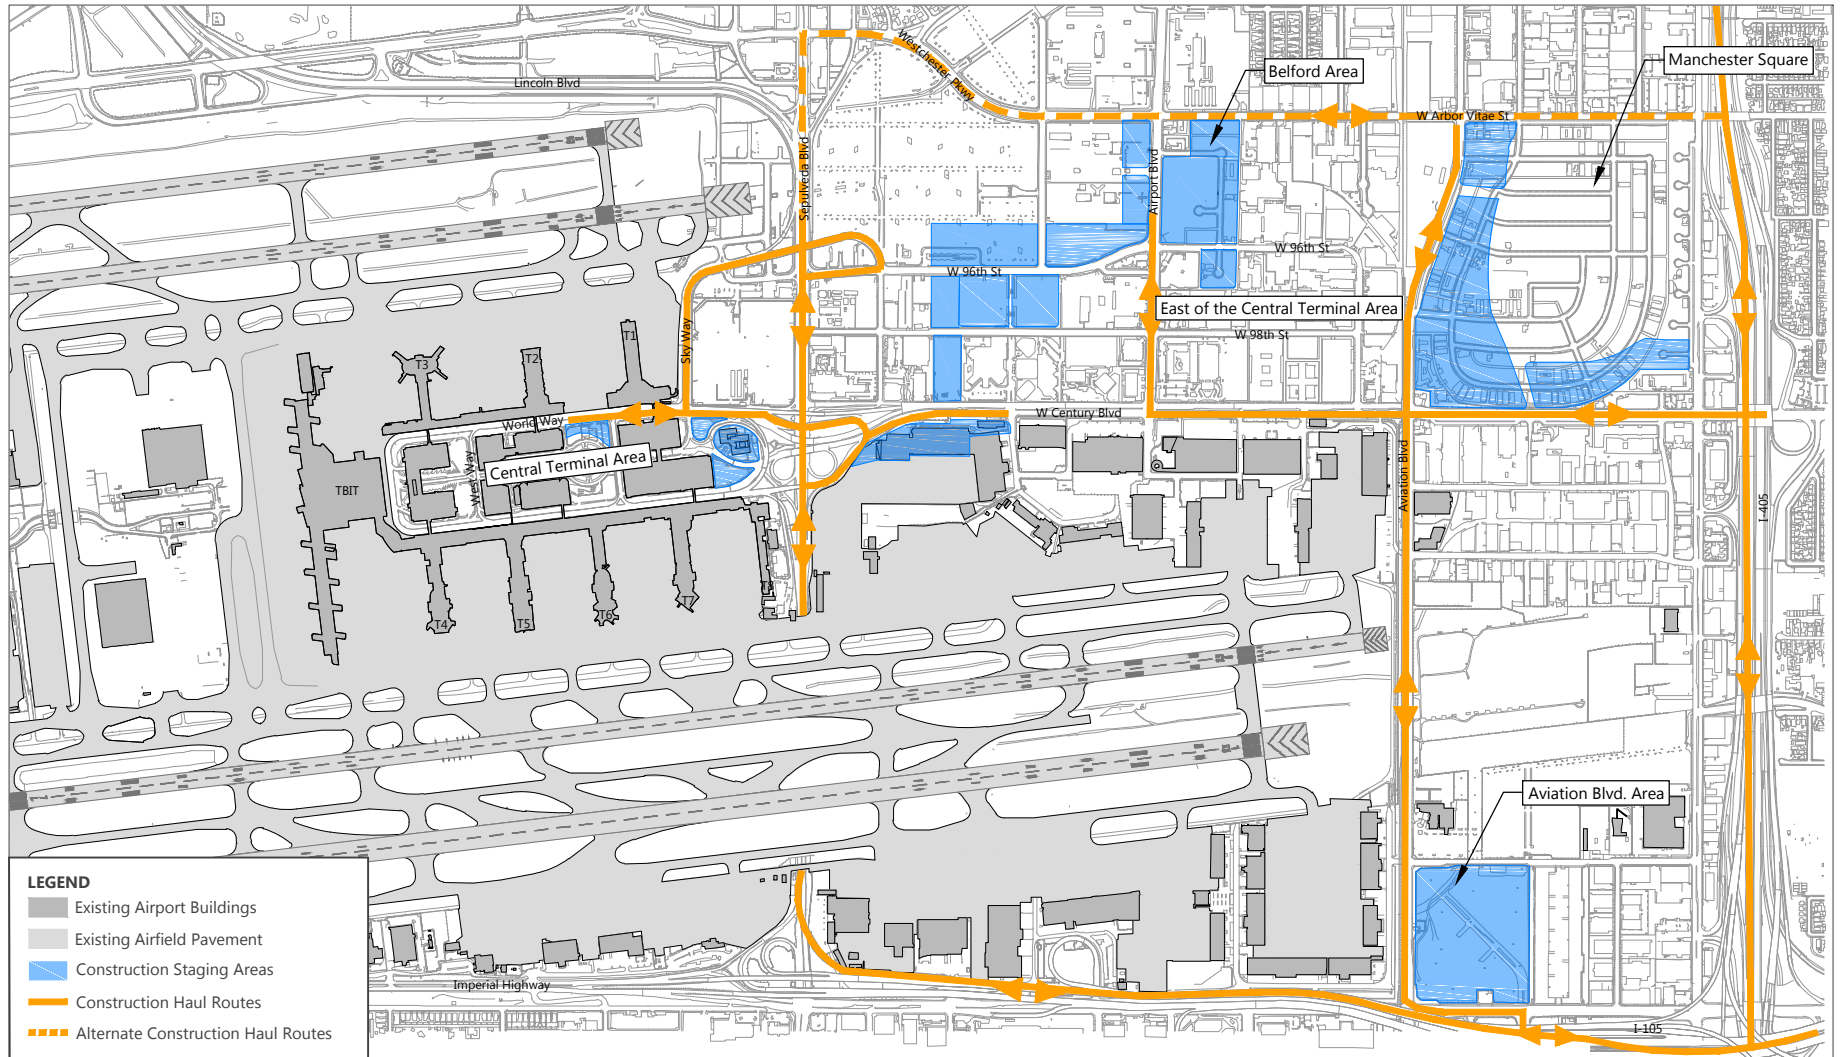 Belford Area
Manchester Square
Westchester Pkwy
Lincoln Blvd
W Arbor Vitae St
Sepulveda Blvd
Airport Blvd
W 96th St
W 96th St
East of the Central Terminal Area
W 98th St
Sky Way
T1
T2
T3
World Way
W Century Blvd
Central Terminal Area
West Way
TBIT
Aviation Blvd
I-405
T4
T5
T6
T7
T8
Aviation Blvd. Area
Imperial Highway
I-105
LEGEND
Existing Airport Buildings
Existing Airfield Pavement
Construction Staging Areas
Construction Haul Routes
Alternate Construction Haul Routes